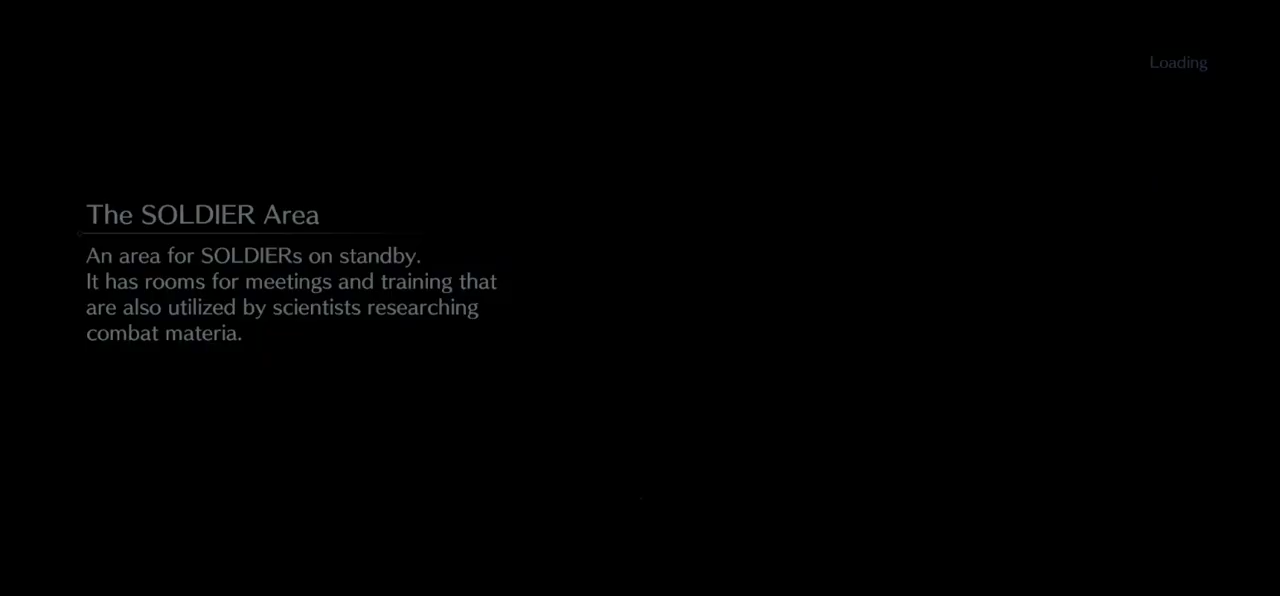 Loading
The SOLDIER Area
An area for SOLDIERs on standby.
It has rooms for meetings and training that
are also utilized by scientists researching
combat materia.